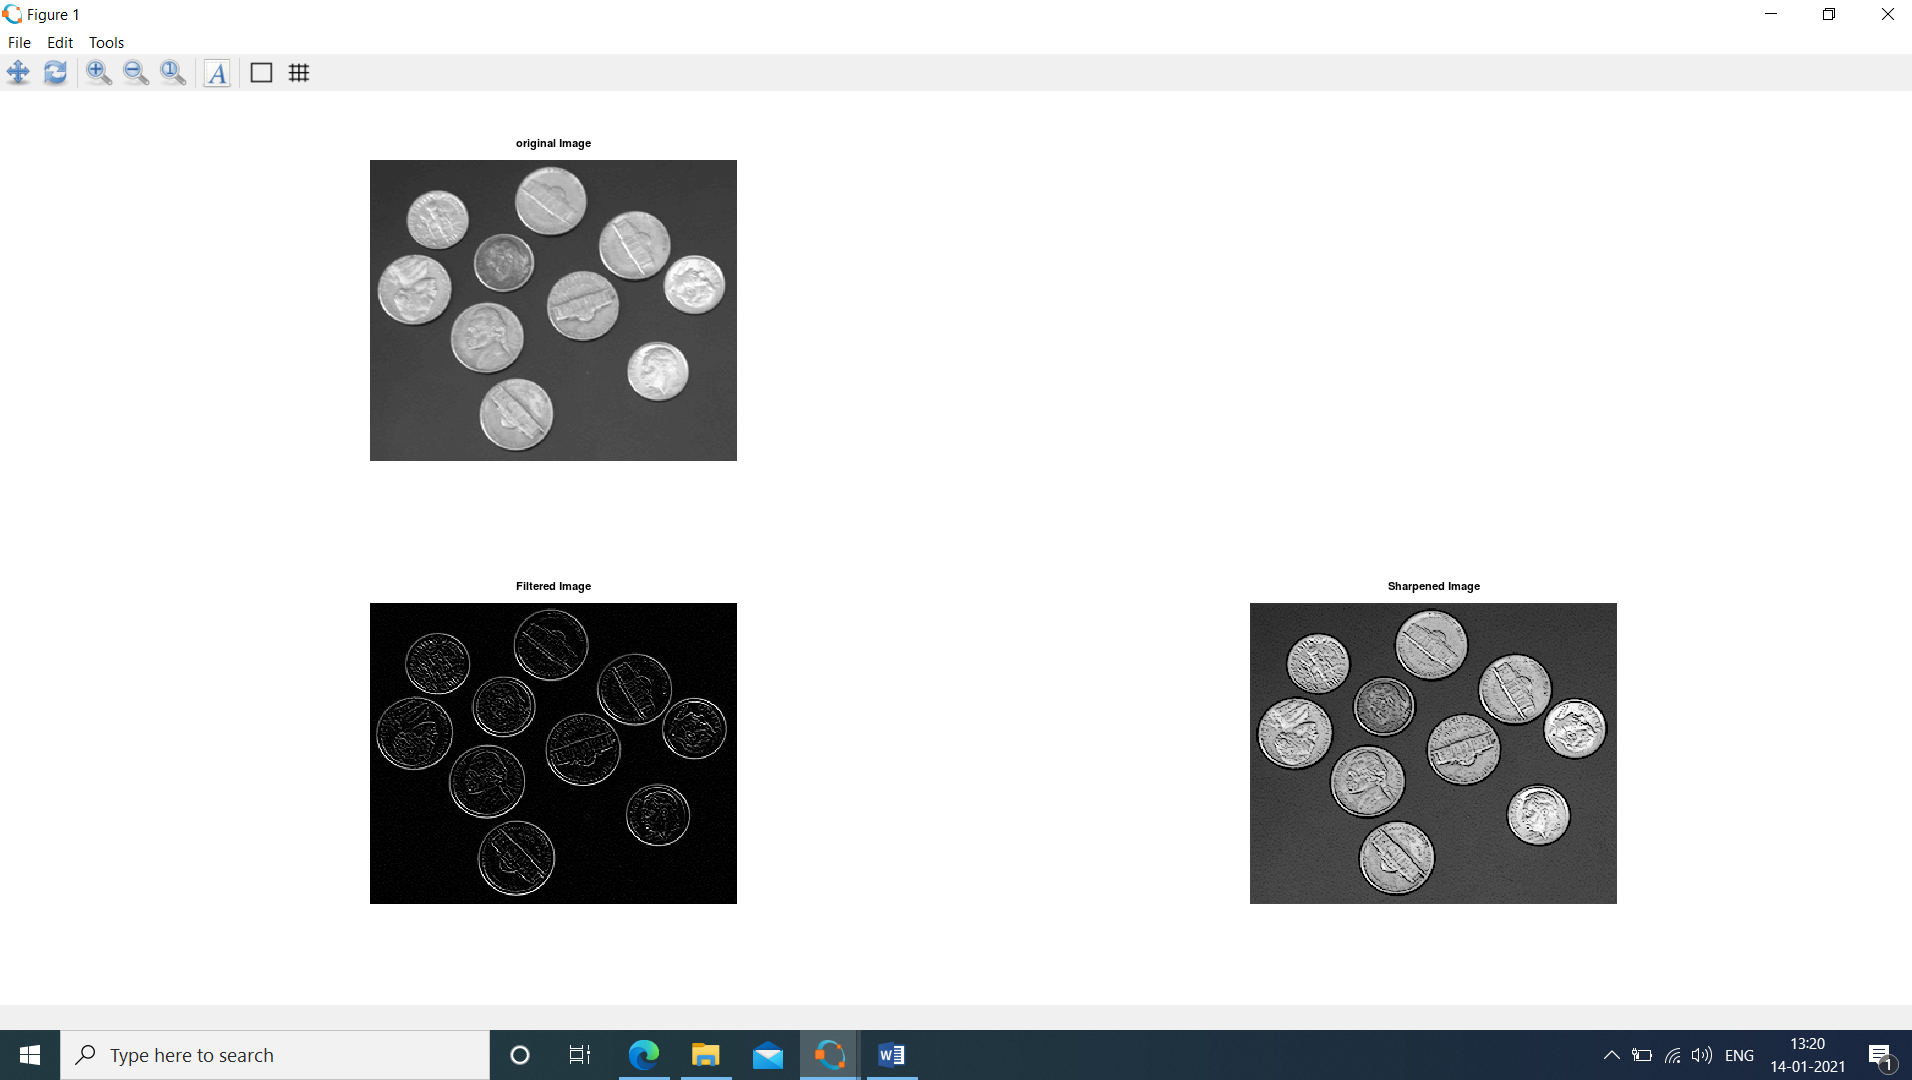 Figure 1
File Edit Tools
A
original Image
Filtered Image
Sharpened Image
Type here to search
ENG
13:20
14-01-2021
1